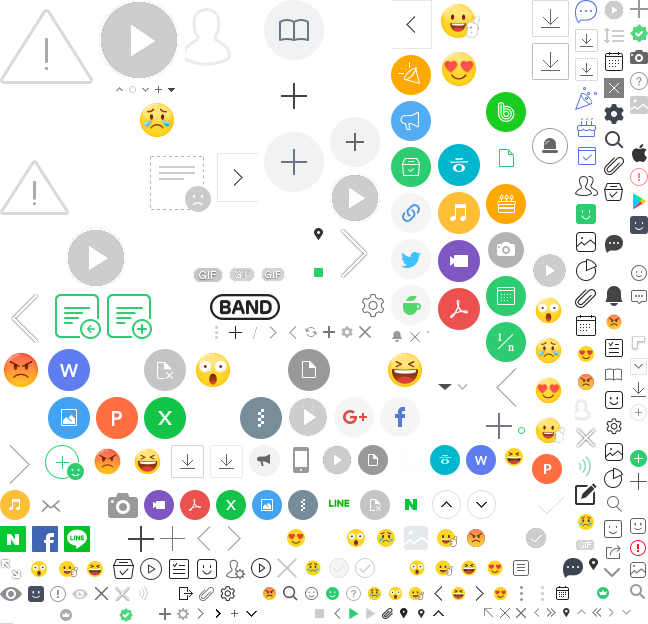 GIF GIF GIF
BAND
1/n
W
P X G+ f
W
P
X LINE N
N f LINE
GIF